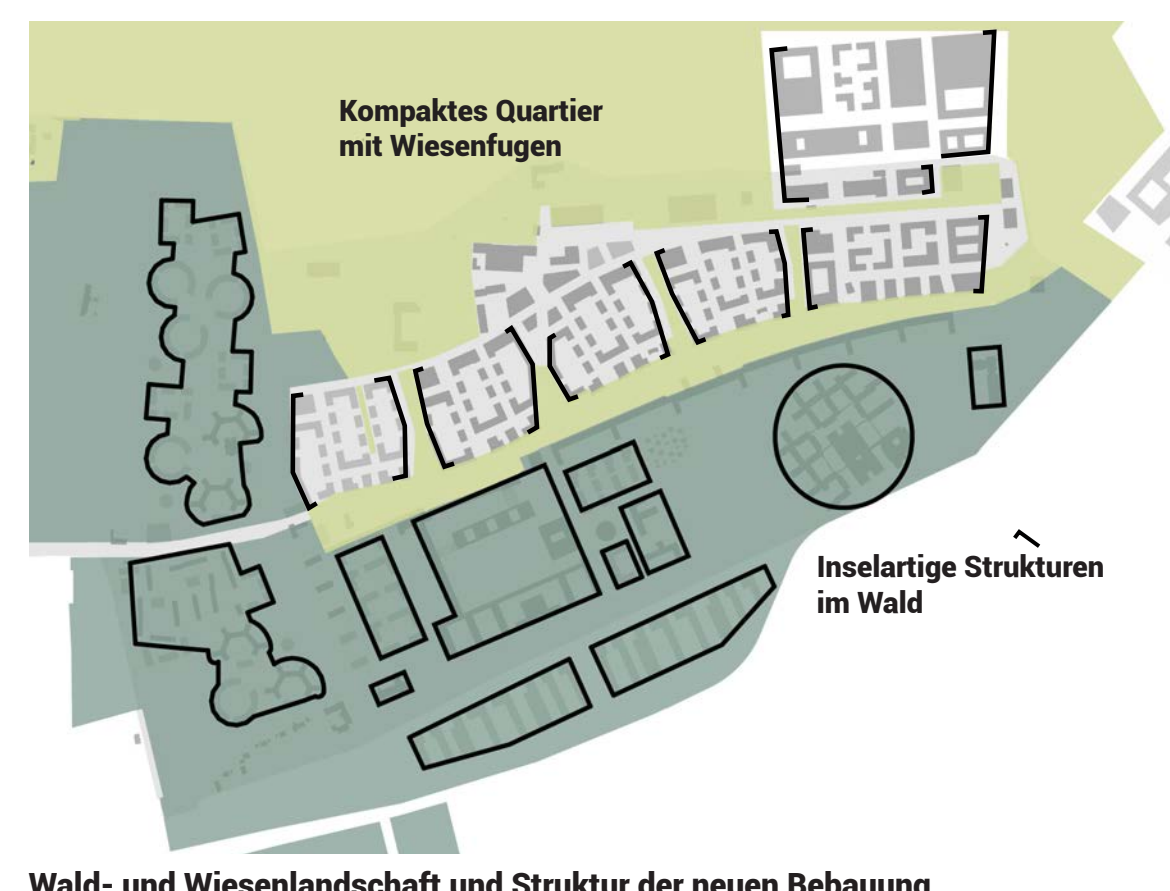 Kompaktes Quartier
mit Wiesenfugen
Inselartige Strukturen
im Wald
Wald- und Wiesenlandschaft und Struktur der neuen Bebauung